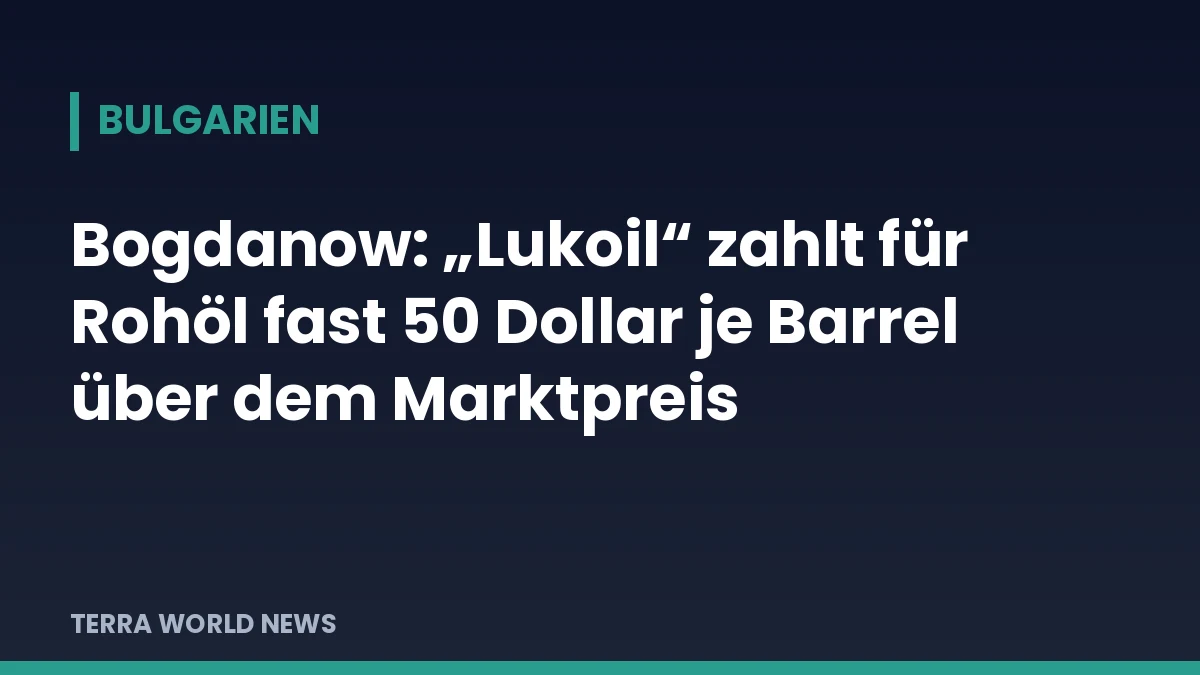 BULGARIEN
Bogdanow: „Lukoil“ zahlt für
Rohöl fast 50 Dollar je Barrel
über dem Marktpreis
TERRA WORLD NEWS